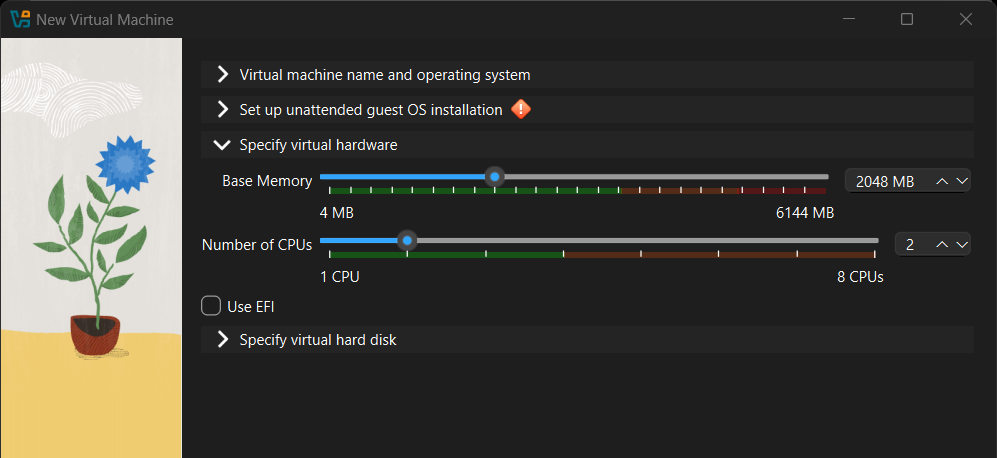 New Virtual Machine
Virtual machine name and operating system
Set up unattended guest OS installation
Specify virtual hardware
Base Memory 2048 MB
4 MB 6144 MB
Number of CPUs 2
1 CPU 8 CPUs
Use EFI
Specify virtual hard disk